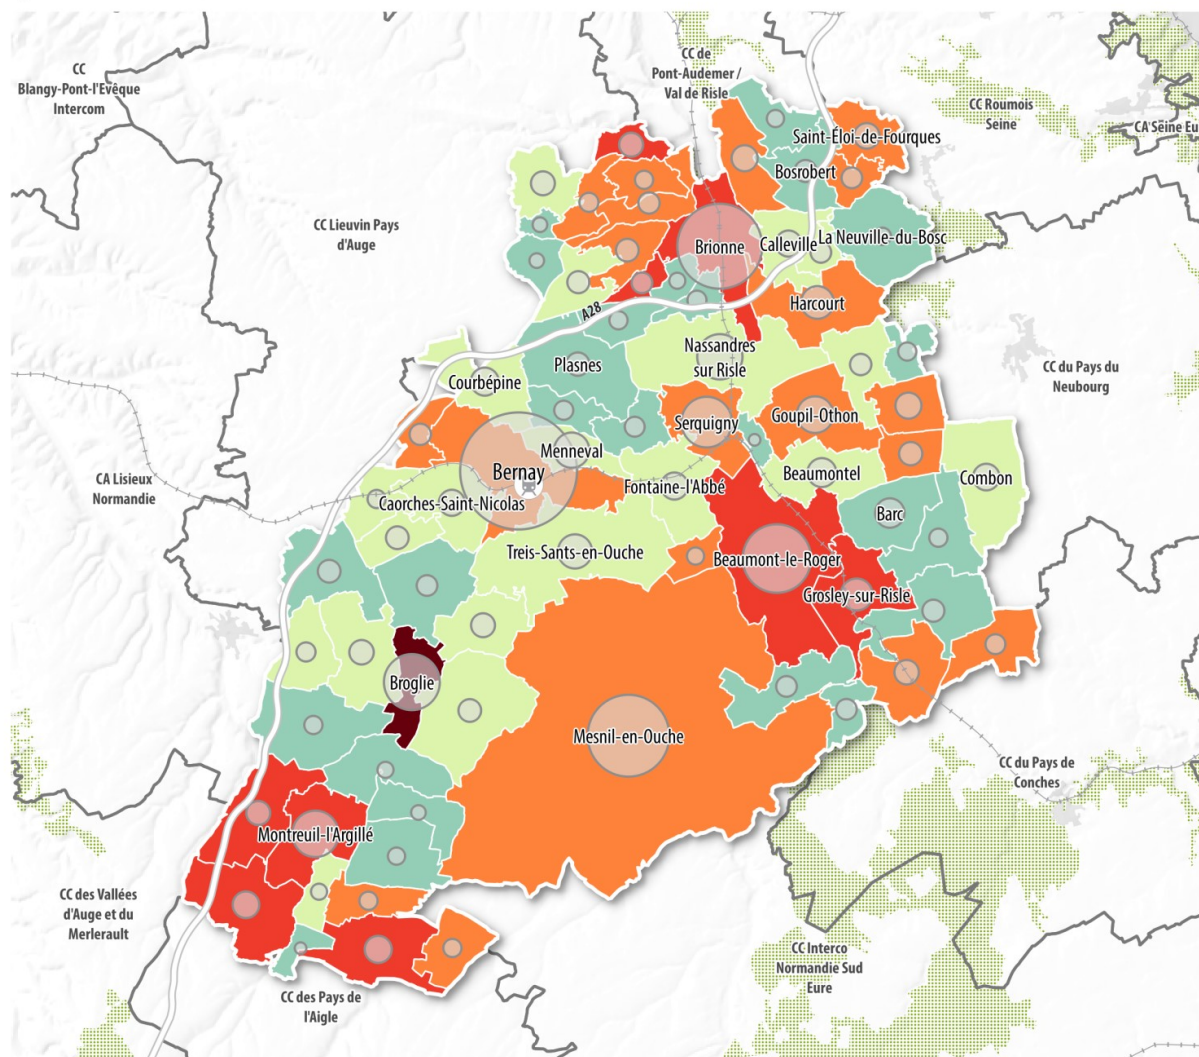 CC
Blangy-Pont-l'Evêque
Intercom
CC de
Pont-Audemer /
Val de Risle
CC Roumois
Seine
CA Seine Eu
Saint-Éloi-de-Fourques
Bosrobert
CC Lieuvin Pays
d'Auge
Brionne
Calleville
La Neuville-du-Bosc
Harcourt
A28
Nassandres
sur Risle
Plasnes
Courbépine
CC du Pays du
Neubourg
Serquigny
Goupil-Othon
Menneval
Bernay
Fontaine-l'Abbé
Beaumontel
Combon
CA Lisieux
Normandie
Caorches-Saint-Nicolas
Barc
Treis-Sants-en-Ouche
Beaumont-le-Roger
Grosley-sur-Risle
Broglie
Mesnil-en-Ouche
CC du Pays de
Conches
Montreuil-l'Argillé
CC des Vallées
d'Auge et du
Merlerault
CC Interco
Normandie Sud
Eure
CC des Pays de
l'Aigle